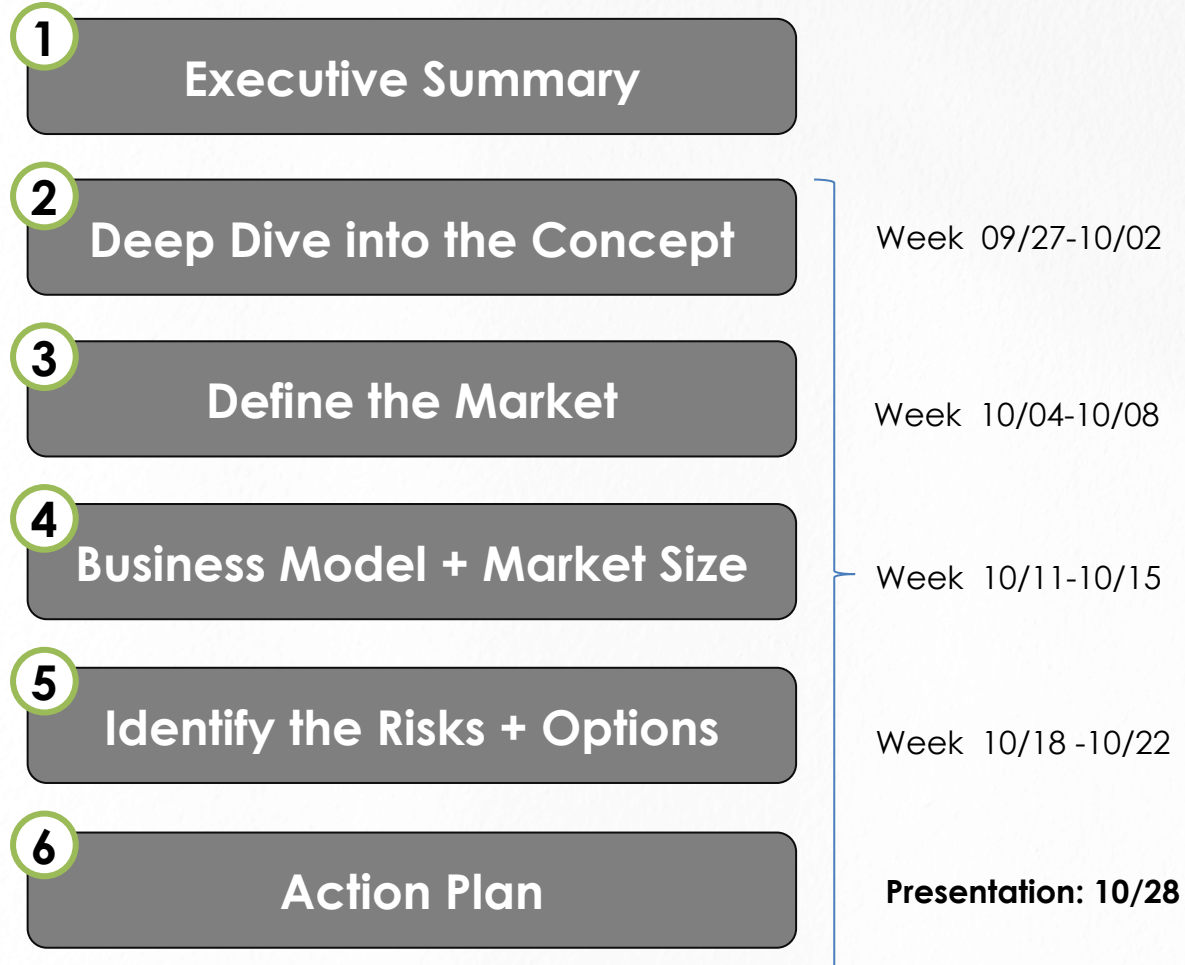 1
Executive Summary
2
Deep Dive into the Concept
Week 09/27-10/02
3
Define the Market
Week 10/04-10/08
4
Business Model + Market Size
Week 10/11-10/15
5
Identify the Risks + Options
Week 10/18 -10/22
6
Action Plan
Presentation: 10/28